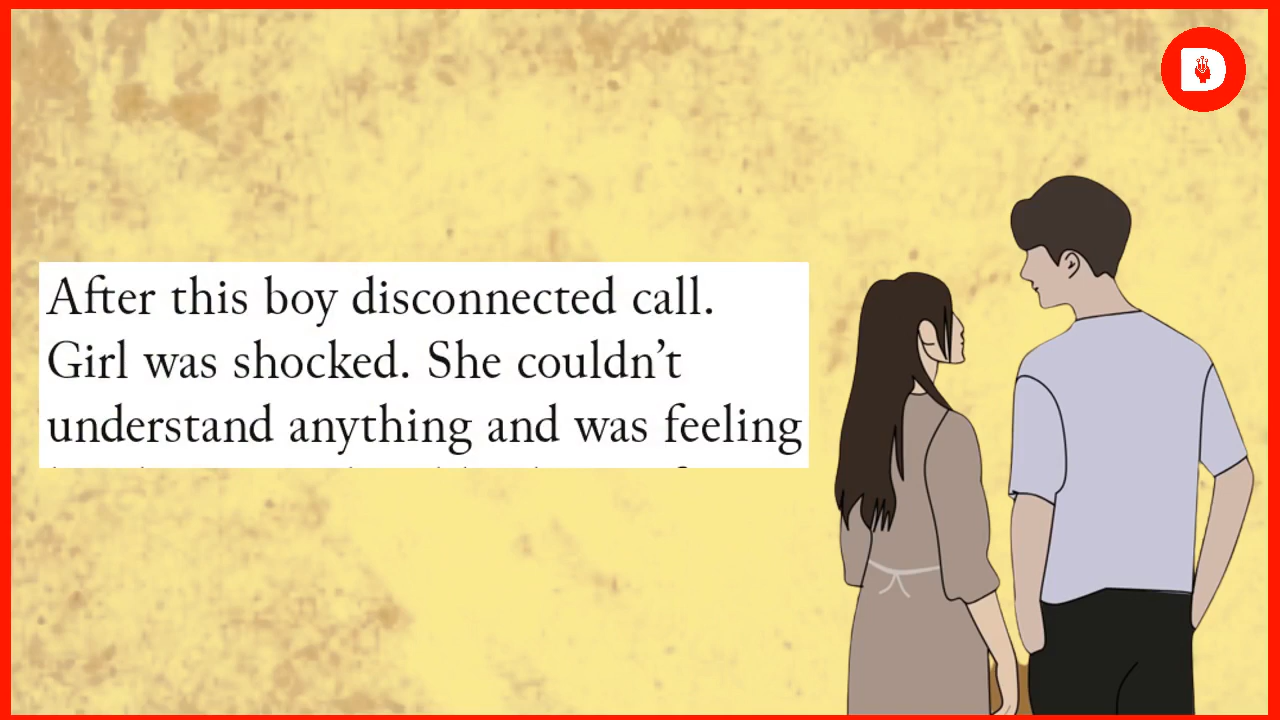 After this boy disconnected call.
Girl was shocked. She couldn’t
understand anything and was feeling
D